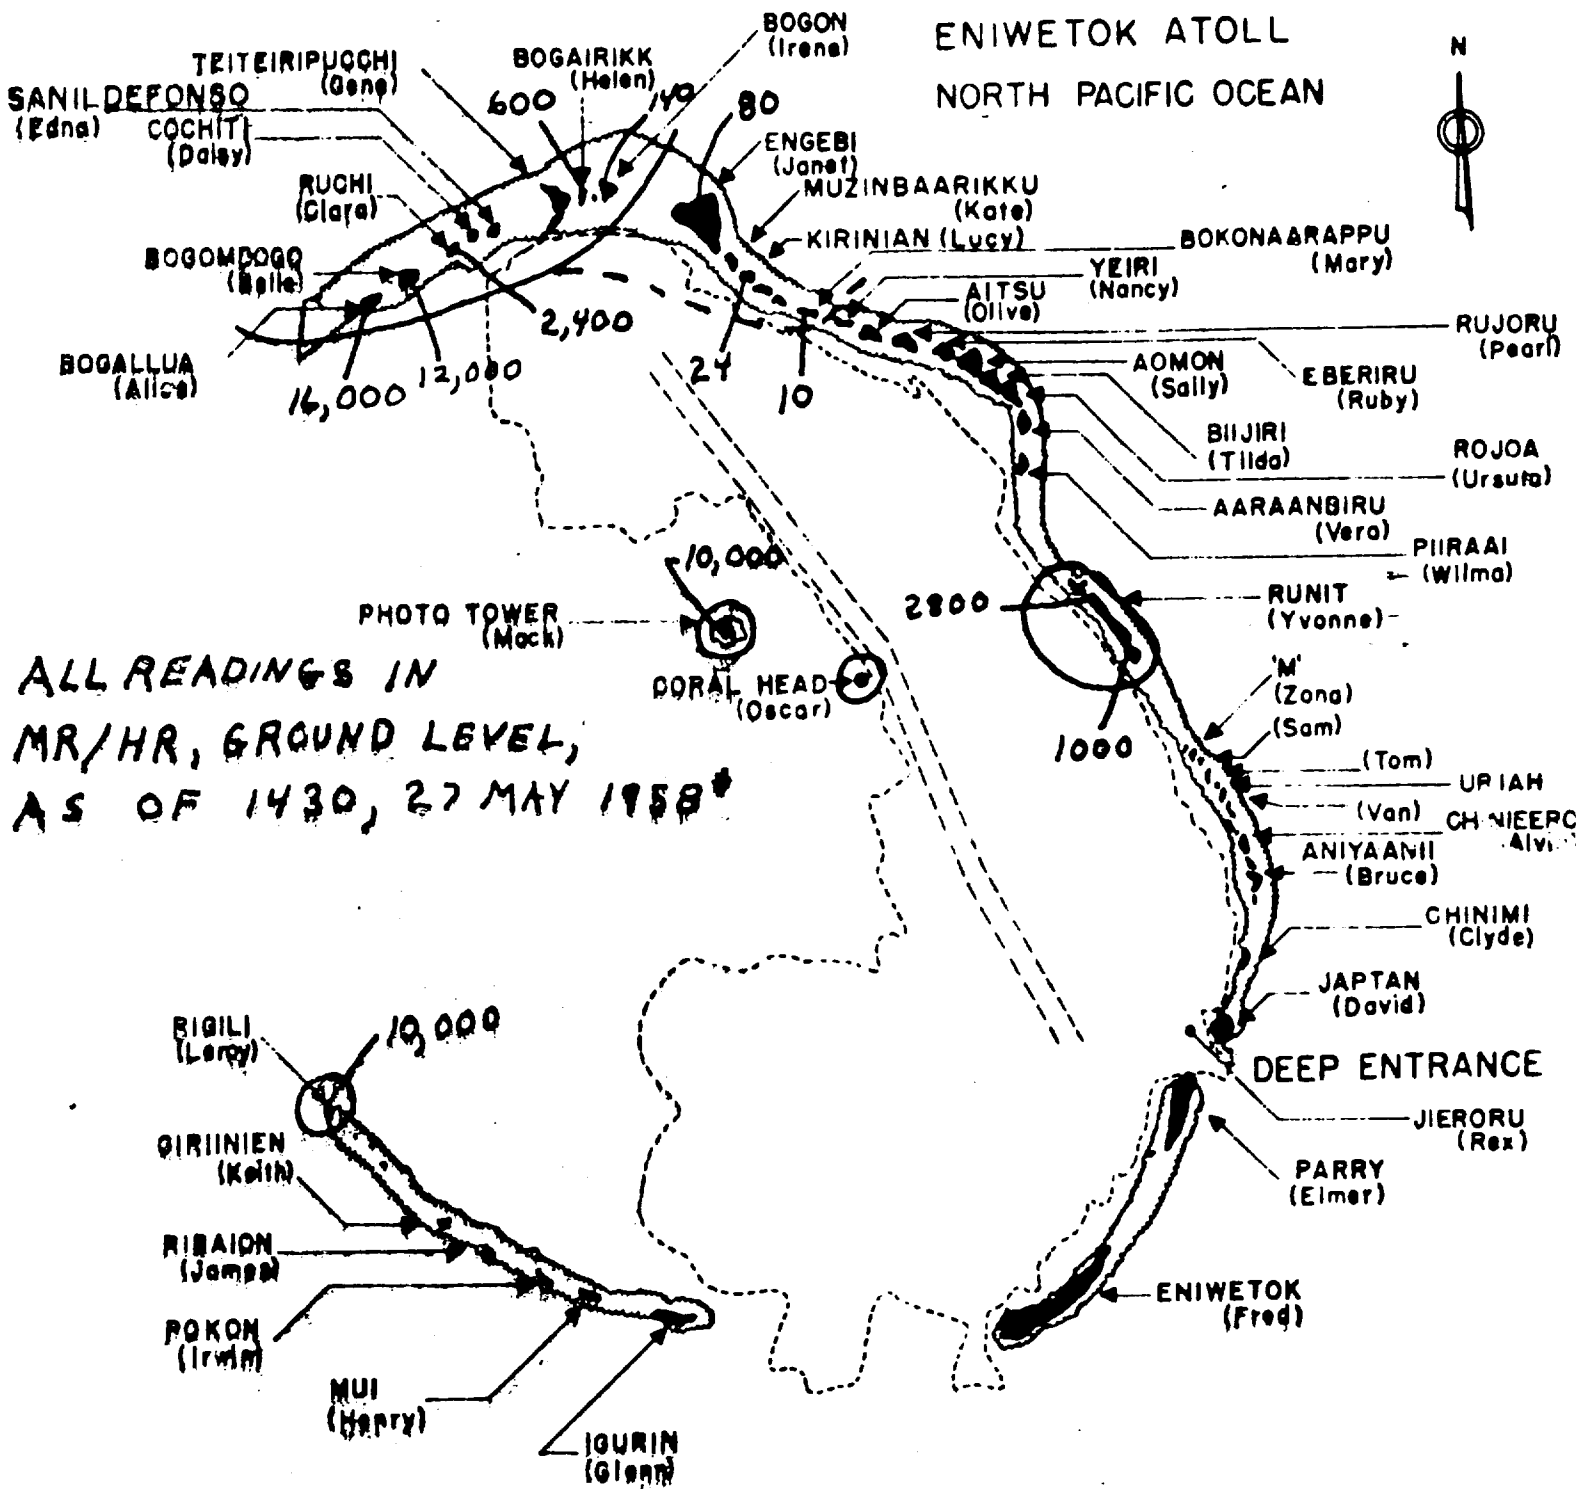 ENIWETOK ATOLL
NORTH PACIFIC OCEAN
N
BOGON
(Irene)
TEITEIRIPUCCHI
(Gene)
BOGAIRIKK
(Helen)
SANILDEFONSO
(Edna)
COCHITI
(Daisy)
600
140
80
ENGEBI
(Janet)
RUCHI
(Clara)
MUZINBAARIKKU
(Kate)
KIRINIAN (Lucy)
BOKONAARAPPU
(Mary)
BOGOMBOGO
(Belle)
YEIRI
(Nancy)
AITSU
(Olive)
2,400
RUJORU
(Pearl)
BOGALLUA
(Alice)
16,000
12,000
24
10
AOMON
(Sally)
EBERIRU
(Ruby)
BIIJIRI
(Tilda)
ROJOA
(Ursula)
AARAANBIRU
(Vera)
PIIRAAI
(Wilma)
10,000
2800
RUNIT
(Yvonne)
PHOTO TOWER
(Mack)
CORAL HEAD
(Oscar)
ALL READINGS IN
MR/HR, GROUND LEVEL,
AS OF 1430, 27 MAY 1958*
'M'
(Zona)
(Sam)
1000
(Tom)
URIAH
(Van)
CHINIEERO
Alvi
ANIYAANII
(Bruce)
CHINIMI
(Clyde)
JAPTAN
(David)
RIGILI
(Leroy)
10,000
DEEP ENTRANCE
JIERORU
(Rex)
GIRIINIEN
(Keith)
PARRY
(Elmer)
RIBAION
(James)
ENIWETOK
(Fred)
POKON
(Irwin)
MUI
(Henry)
IGURIN
(Glenn)